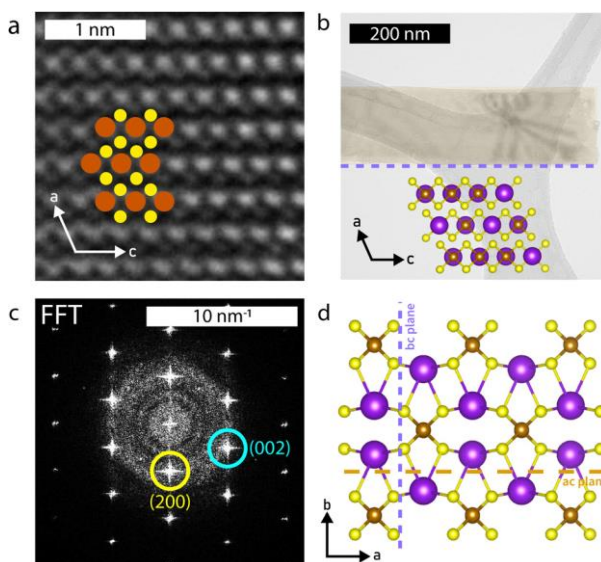 a
1 nm
a
c
b
200 nm
a
c
c
FFT
10 nm⁻¹
(002)
(200)
d
bc plane
ac plane
b
a